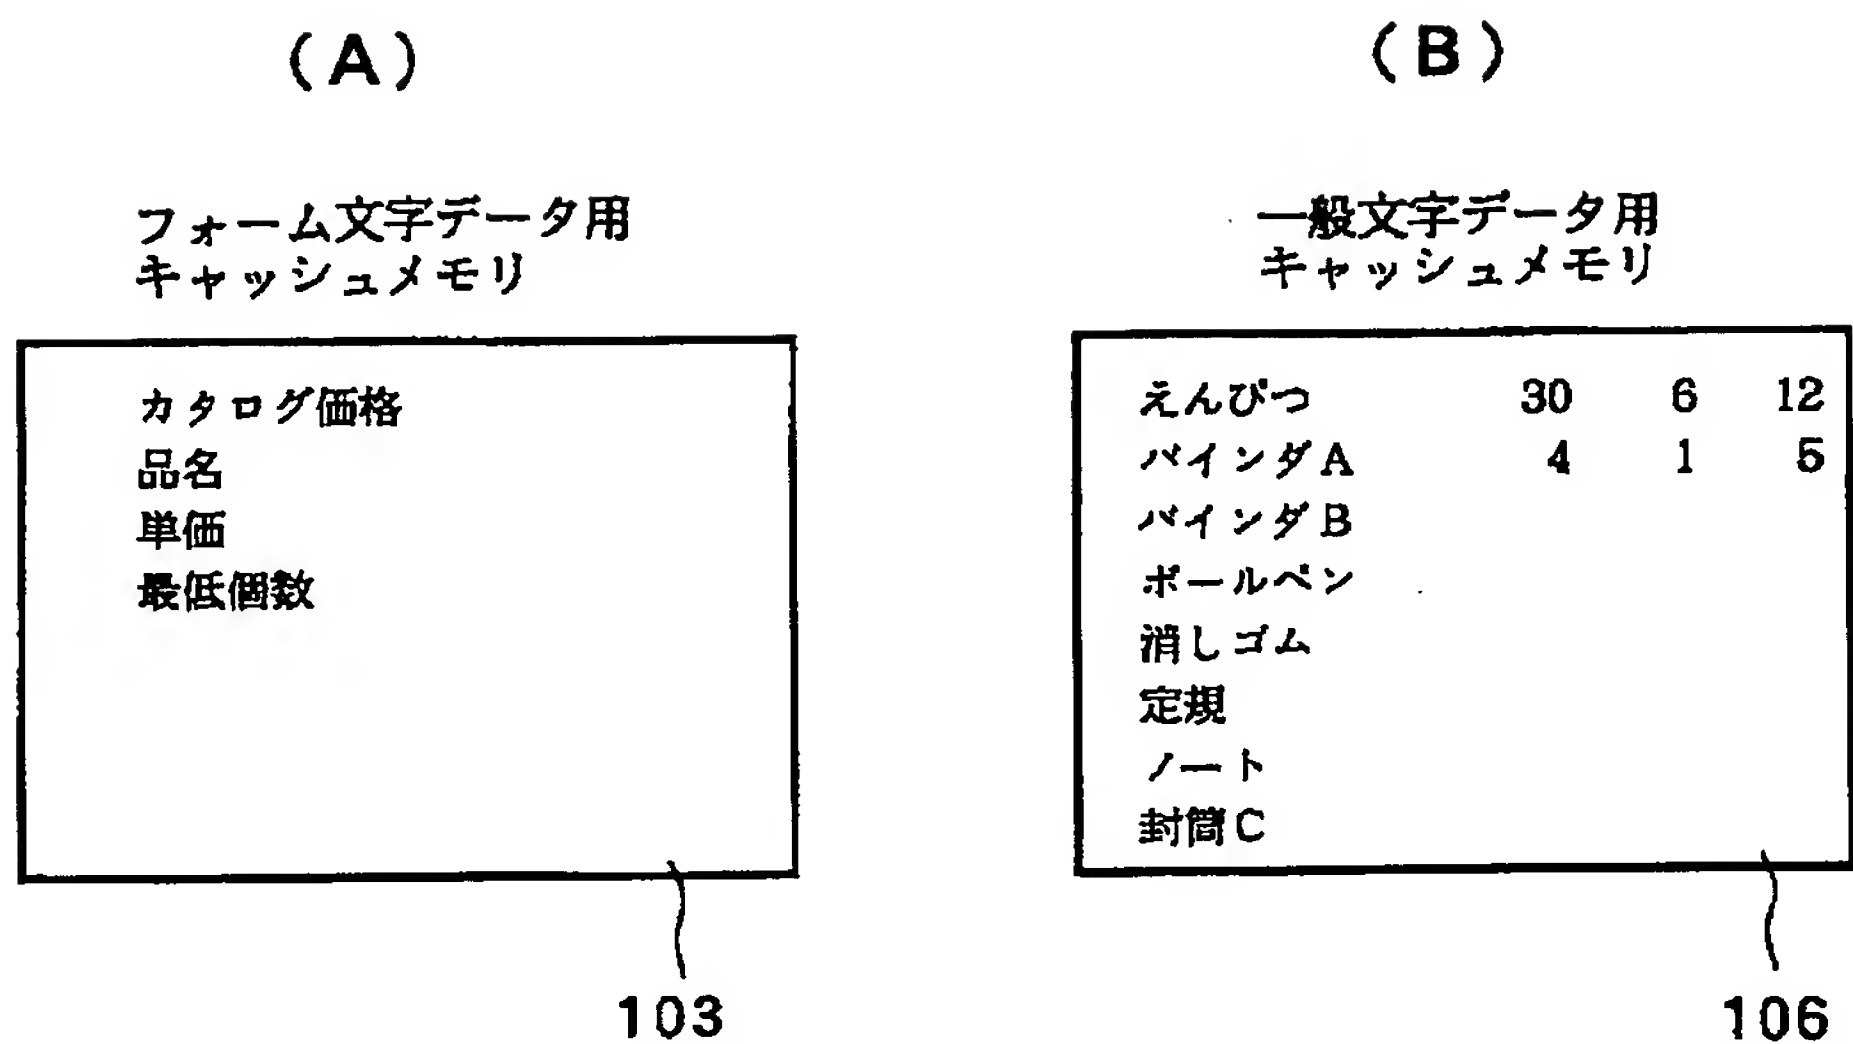 (A)
フォーム文字データ用
キャッシュメモリ
カタログ価格
品名
単価
最低個数
103
(B)
一般文字データ用
キャッシュメモリ
えんぴつ 30 6 12
バインダA 4 1 5
バインダB
ボールペン
消しゴム
定規
ノート
封筒C
106